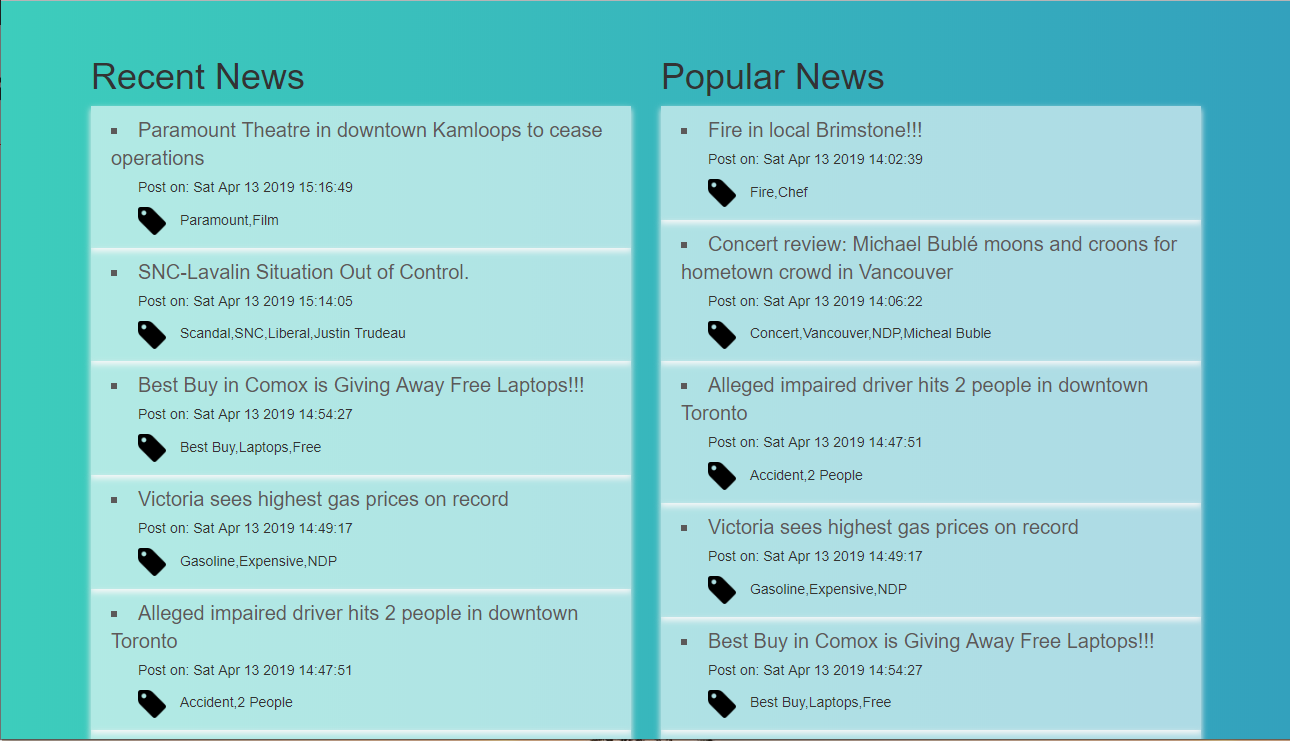 Recent News
Paramount Theatre in downtown Kamloops to cease
operations
Post on: Sat Apr 13 2019 15:16:49
Paramount,Film
SNC-Lavalin Situation Out of Control.
Post on: Sat Apr 13 2019 15:14:05
Scandal,SNC,Liberal,Justin Trudeau
Best Buy in Comox is Giving Away Free Laptops!!!
Post on: Sat Apr 13 2019 14:54:27
Best Buy,Laptops,Free
Victoria sees highest gas prices on record
Post on: Sat Apr 13 2019 14:49:17
Gasoline,Expensive,NDP
Alleged impaired driver hits 2 people in downtown
Toronto
Post on: Sat Apr 13 2019 14:47:51
Accident,2 People
Popular News
Fire in local Brimstone!!!
Post on: Sat Apr 13 2019 14:02:39
Fire,Chef
Concert review: Michael Bublé moons and croons for
hometown crowd in Vancouver
Post on: Sat Apr 13 2019 14:06:22
Concert,Vancouver,NDP,Micheal Buble
Alleged impaired driver hits 2 people in downtown
Toronto
Post on: Sat Apr 13 2019 14:47:51
Accident,2 People
Victoria sees highest gas prices on record
Post on: Sat Apr 13 2019 14:49:17
Gasoline,Expensive,NDP
Best Buy in Comox is Giving Away Free Laptops!!!
Post on: Sat Apr 13 2019 14:54:27
Best Buy,Laptops,Free